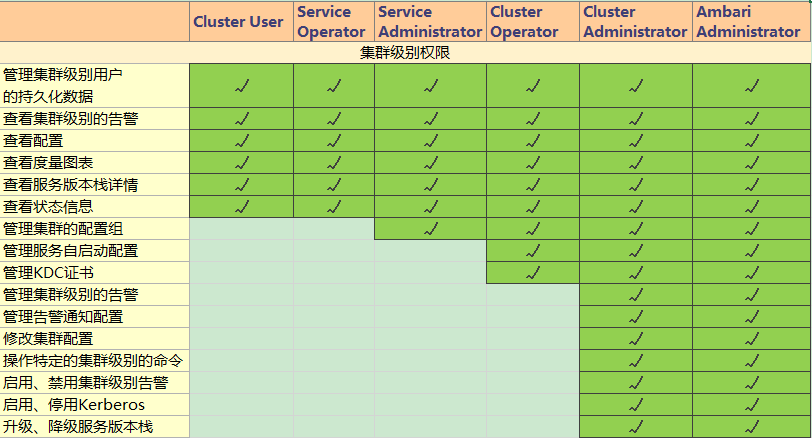 Cluster User Service Operator Service Administrator Cluster Operator Cluster Administrator Ambari Administrator
集群级别权限
管理集群级别用户
的持久化数据 √ √ √ √ √ √
查看集群级别的告警 √ √ √ √ √ √
查看配置 √ √ √ √ √ √
查看度量图表 √ √ √ √ √ √
查看服务版本栈详情 √ √ √ √ √ √
查看状态信息 √ √ √ √ √ √
管理集群的配置组 √ √ √ √
管理服务自启动配置 √ √ √
管理KDC证书 √ √ √
管理集群级别的告警 √ √
管理告警通知配置 √ √
修改集群配置 √ √
操作特定的集群级别的命令 √ √
启用、禁用集群级别告警 √ √
启用、停用Kerberos √ √
升级、降级服务版本栈 √ √